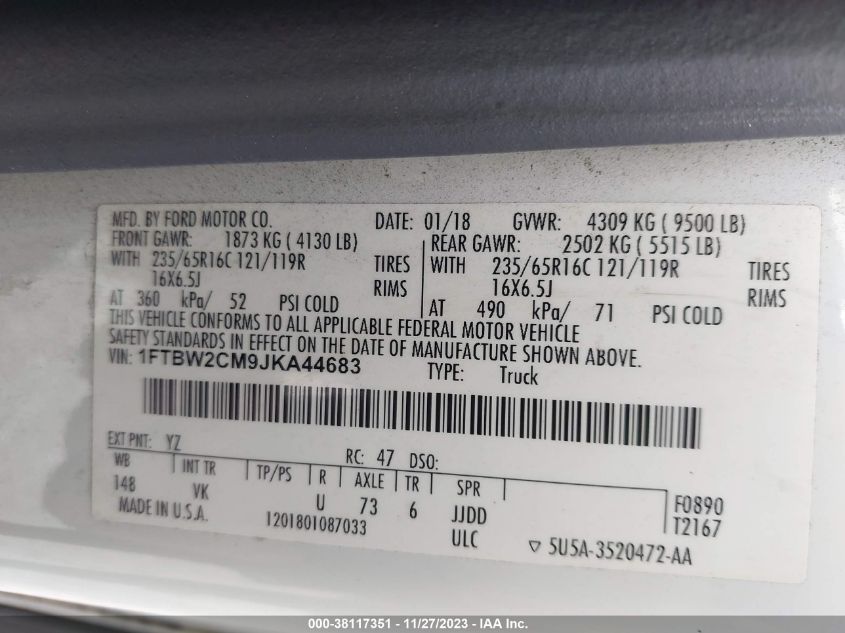 MFD. BY FORD MOTOR CO. DATE: 01/18 GVWR: 4309 KG ( 9500 LB)
FRONT GAWR: 1873 KG ( 4130 LB) REAR GAWR: 2502 KG ( 5515 LB)
WITH 235/65R16C 121/119R TIRES WITH 235/65R16C 121/119R TIRES
16X6.5J RIMS 16X6.5J RIMS
AT 360 kPa/ 52 PSI COLD AT 490 kPa/ 71 PSI COLD
THIS VEHICLE CONFORMS TO ALL APPLICABLE FEDERAL MOTOR VEHICLE
SAFETY STANDARDS IN EFFECT ON THE DATE OF MANUFACTURE SHOWN ABOVE.
VIN: 1FTBW2CM9JKA44683 TYPE: Truck
EXT PNT: YZ RC: 47 DSO:
WB INT TR TP/PS R AXLE TR SPR
148 VK U 73 6 JJDD F0890
MADE IN U.S.A. 1201801087033 ULC T2167
▽ 5U5A-3520472-AA
000-38117351 - 11/27/2023 - IAA Inc.